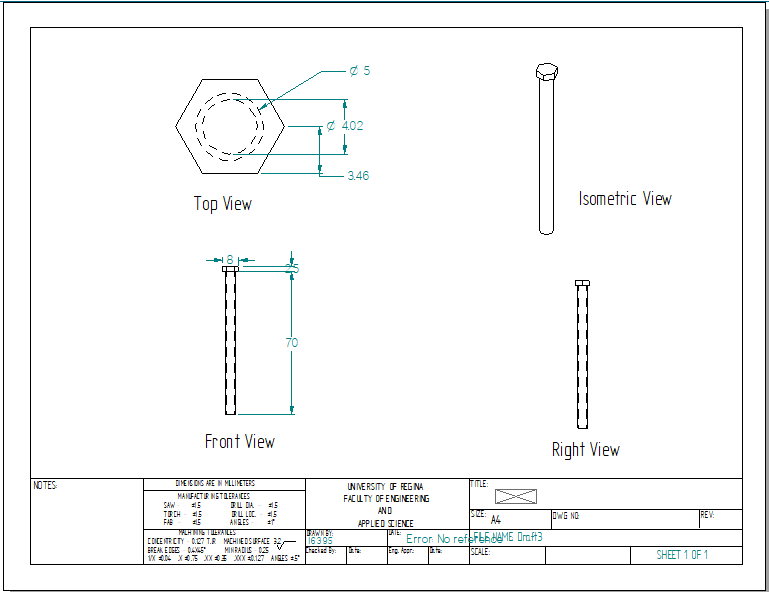 ⌀ 5
⌀ 4.02
3.46
Top View
Isometric View
8
2.5
70
Front View
Right View
NOTES:
DIMENSIONS ARE IN MILLIMETERS
MANUFACTURING TOLERANCES
SAW - ±1.5 DRILL DIA. - ±1.5
TORCH - ±1.5 DRILL LOC. - ±1.5
FAB - ±1.5 ANGLES - ±1°
MACHINING TOLERANCES
CONCENTRICITY 0.127 T.I.R MACHINED SURFACE 3.2
BREAK EDGES - 0.4X45° MIN RADIUS - 0.25
1/X ±0.04 .X ±0.75 .XX ±0.25 .XXX ±0.127 ANGLES ±.5°
UNIVERSITY OF REGINA
FACULTY OF ENGINEERING
AND
APPLIED SCIENCE
DRAWN BY:
16395
DATE:
Error: No reference
Checked By:
Date:
Eng. Appr.:
Date:
TITLE:
SIZE: A4
DWG NO:
REV:
FILE NAME: Draft3
SCALE:
SHEET 1 OF 1